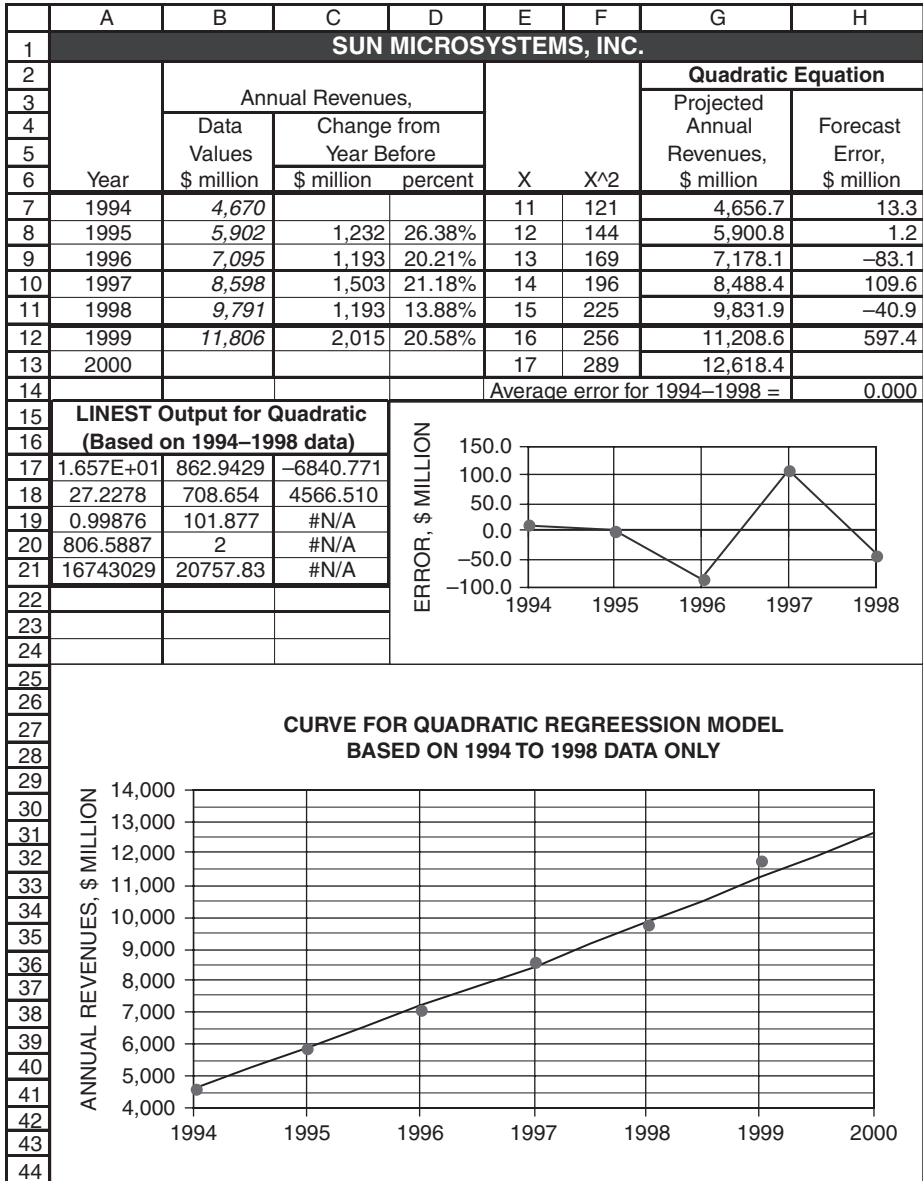 A B C D E F G H
1 SUN MICROSYSTEMS, INC.
2 Quadratic Equation
3 Annual Revenues, Projected
4 Data Change from Annual Forecast
5 Values Year Before Revenues, Error,
6 Year $ million $ million percent X X^2 $ million $ million
7 1994 4,670 11 121 4,656.7 13.3
8 1995 5,902 1,232 26.38% 12 144 5,900.8 1.2
9 1996 7,095 1,193 20.21% 13 169 7,178.1 –83.1
10 1997 8,598 1,503 21.18% 14 196 8,488.4 109.6
11 1998 9,791 1,193 13.88% 15 225 9,831.9 –40.9
12 1999 11,806 2,015 20.58% 16 256 11,208.6 597.4
13 2000 17 289 12,618.4
14 Average error for 1994–1998 = 0.000
15 LINEST Output for Quadratic
16 (Based on 1994–1998 data)
17 1.657E+01 862.9429 –6840.771
18 27.2278 708.654 4566.510
19 0.99876 101.877 #N/A
20 806.5887 2 #N/A
21 16743029 20757.83 #N/A
22
23
24
ERROR, $ MILLION
150.0
100.0
50.0
0.0
–50.0
–100.0
1994 1995 1996 1997 1998
25
26
27 CURVE FOR QUADRATIC REGREESSION MODEL
28 BASED ON 1994 TO 1998 DATA ONLY
29
30
31
32
33
34
35
36
37
38
39
40
41
42
43
44
ANNUAL REVENUES, $ MILLION
14,000
13,000
12,000
11,000
10,000
9,000
8,000
7,000
6,000
5,000
4,000
1994 1995 1996 1997 1998 1999 2000